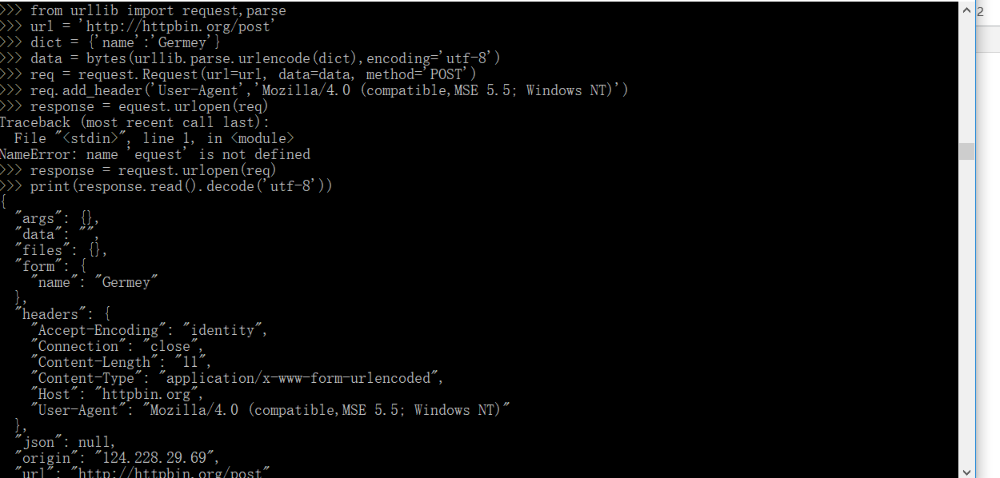 >>> from urllib import request,parse
>>> url = 'http://httpbin.org/post'
>>> dict = {'name':'Germey'}
>>> data = bytes(urllib.parse.urlencode(dict),encoding='utf-8')
>>> req = request.Request(url=url, data=data, method='POST')
>>> req.add_header('User-Agent','Mozilla/4.0 (compatible,MSE 5.5; Windows NT)')
>>> response = equest.urlopen(req)
Traceback (most recent call last):
  File "<stdin>", line 1, in <module>
NameError: name 'equest' is not defined
>>> response = request.urlopen(req)
>>> print(response.read().decode('utf-8'))
{
  "args": {},
  "data": "",
  "files": {},
  "form": {
    "name": "Germey"
  },
  "headers": {
    "Accept-Encoding": "identity",
    "Connection": "close",
    "Content-Length": "11",
    "Content-Type": "application/x-www-form-urlencoded",
    "Host": "httpbin.org",
    "User-Agent": "Mozilla/4.0 (compatible,MSE 5.5; Windows NT)"
  },
  "json": null,
  "origin": "124.228.29.69",
  "url": "http://httpbin.org/post"
2